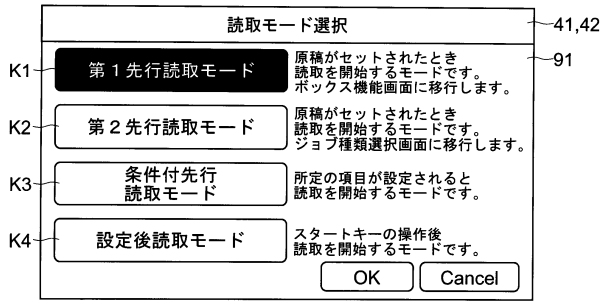 読取モード選択
41,42
K1
第1先行読取モード
原稿がセットされたとき
読取を開始するモードです。
ボックス機能画面に移行します。
91
K2
第2先行読取モード
原稿がセットされたとき
読取を開始するモードです。
ジョブ種類選択画面に移行します。
K3
条件付先行
読取モード
所定の項目が設定されると
読取を開始するモードです。
K4
設定後読取モード
スタートキーの操作後
読取を開始するモードです。
OK
Cancel